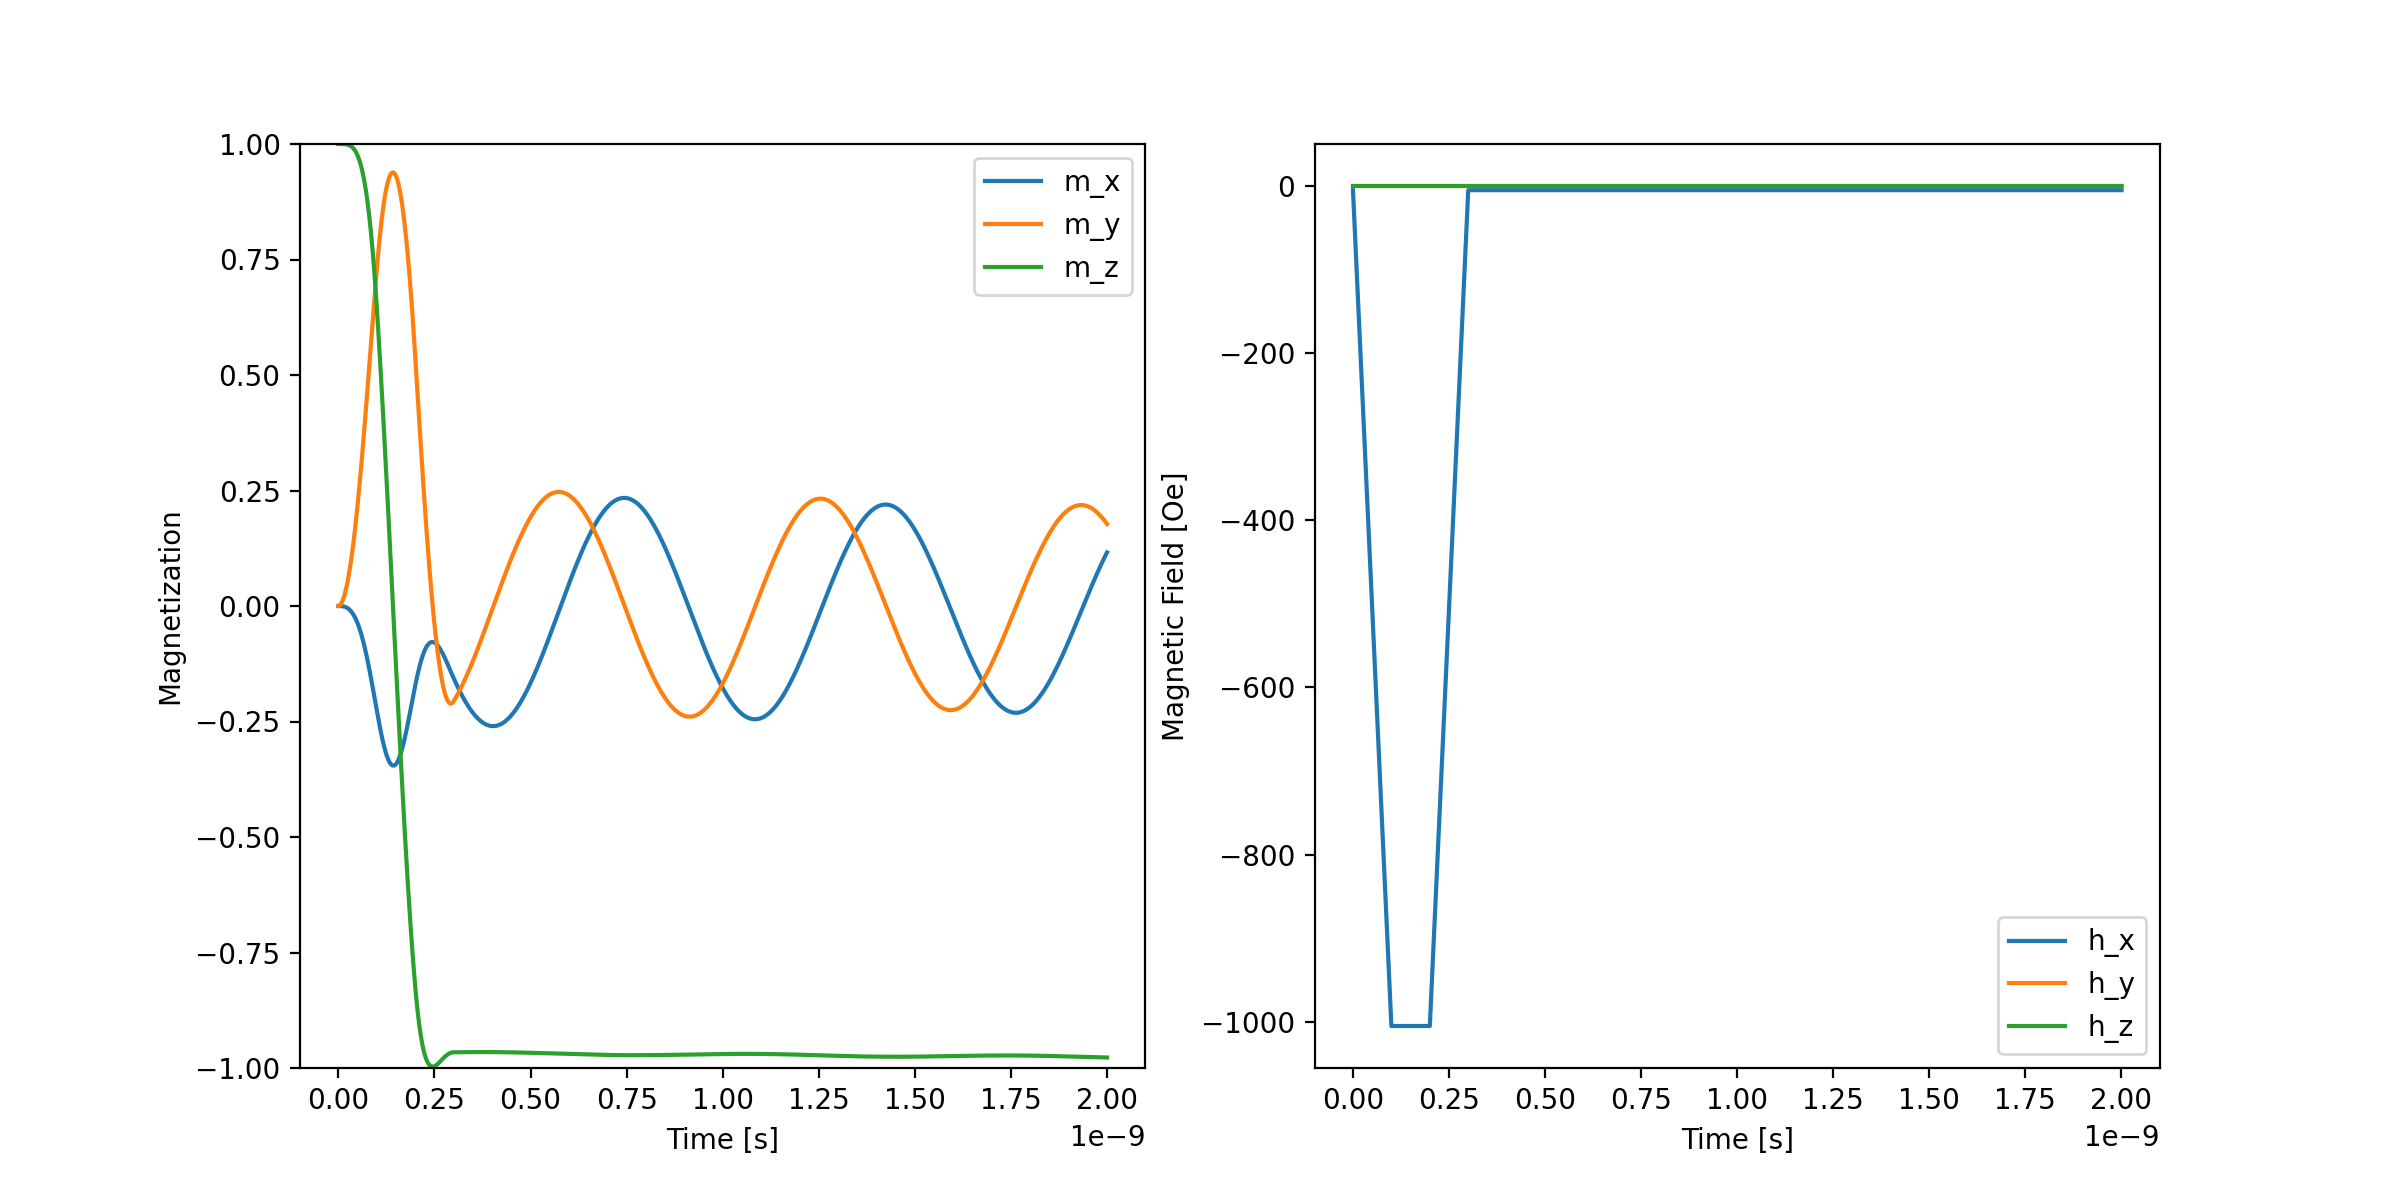 1.00
0.75
0.50
0.25
0.00
−0.25
−0.50
−0.75
−1.00
Magnetization
0.00 0.25 0.50 0.75 1.00 1.25 1.50 1.75 2.00
Time [s]
1e−9
m_x
m_y
m_z
0
−200
−400
−600
−800
−1000
Magnetic Field [Oe]
0.00 0.25 0.50 0.75 1.00 1.25 1.50 1.75 2.00
Time [s]
1e−9
h_x
h_y
h_z